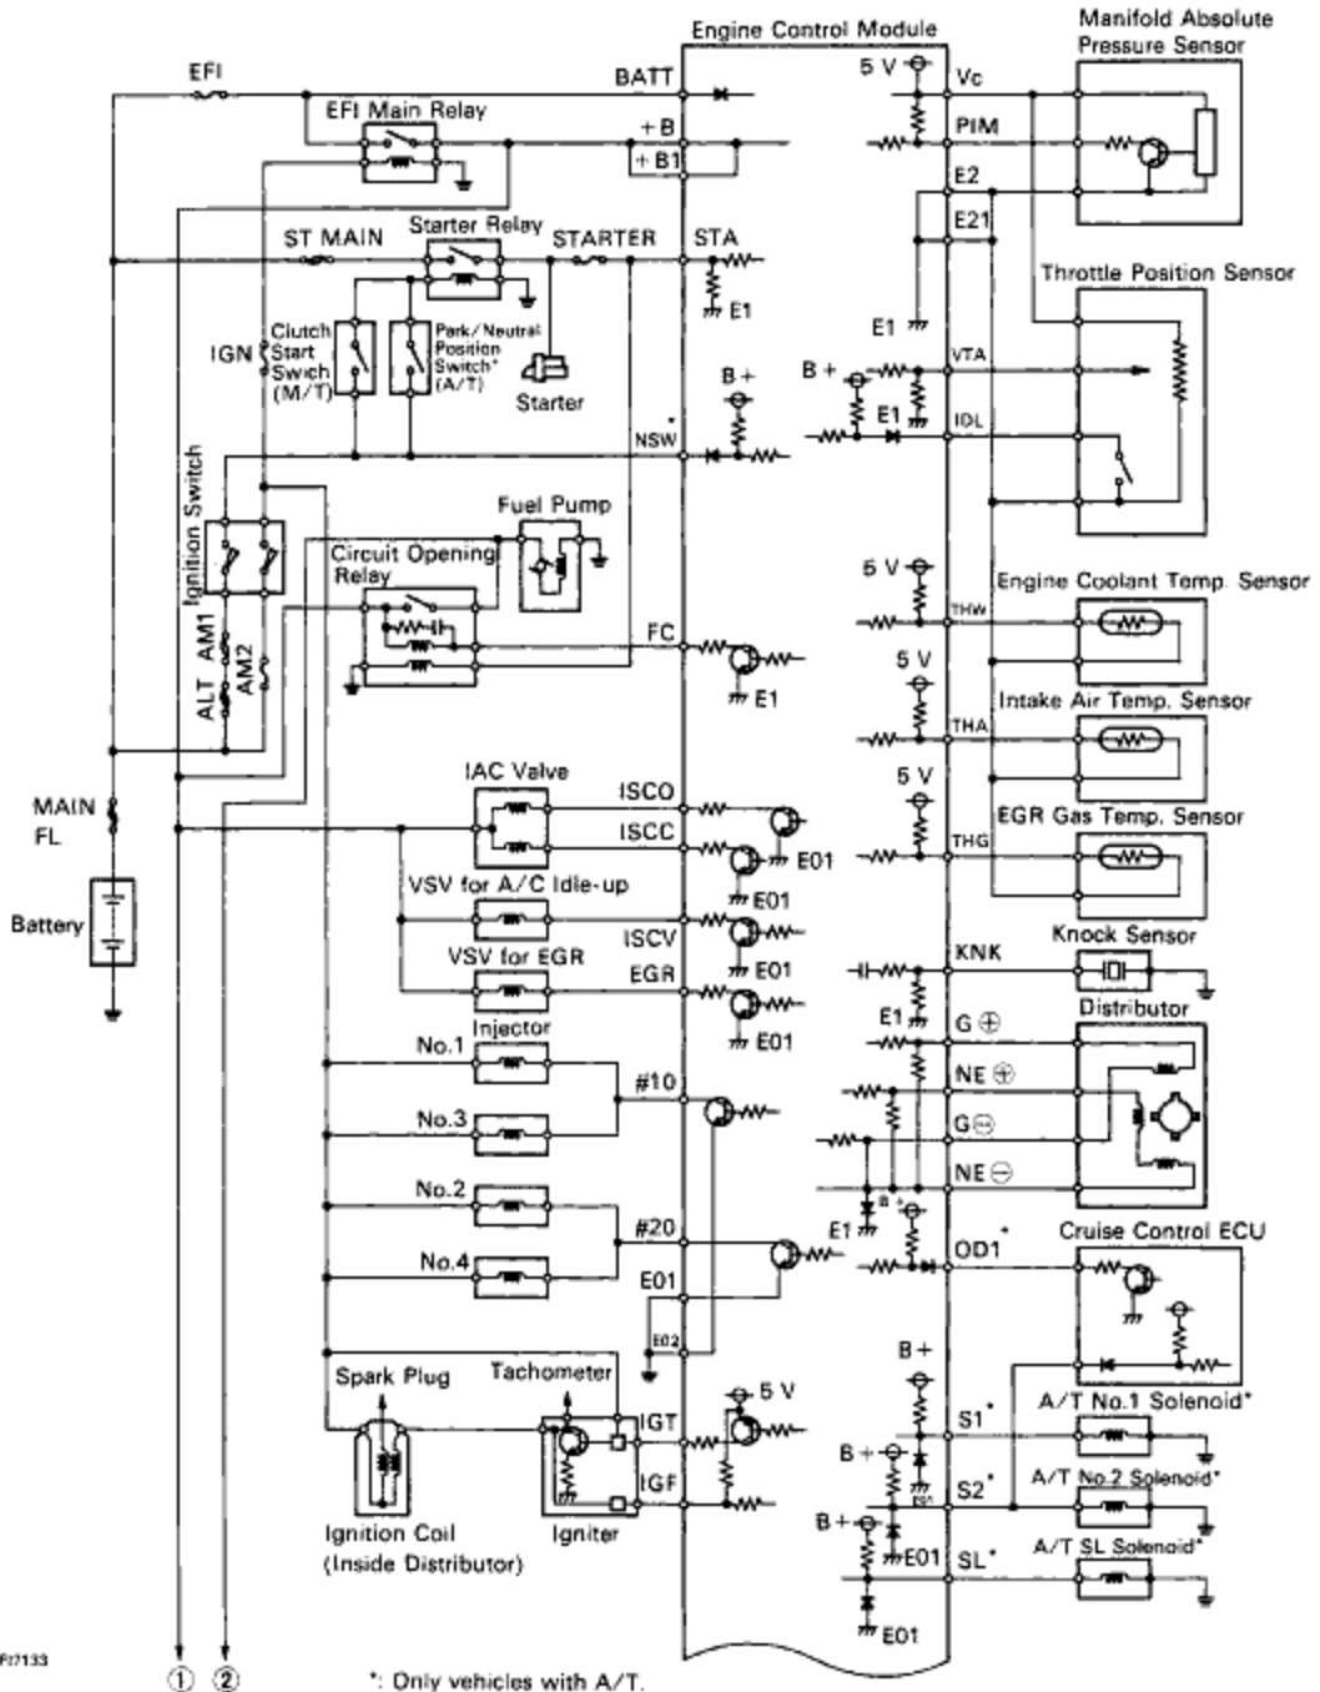 Engine Control Module
Manifold Absolute
Pressure Sensor
EFI
BATT
5 V
Vc
EFI Main Relay
+B
PIM
+B1
E2
E21
ST MAIN
Starter Relay
STARTER
STA
Throttle Position Sensor
E1
E1
IGN
Clutch
Start
Swich
(M/T)
Park/Neutral
Position
Switch*
(A/T)
Starter
B+
B+
VTA
E1
IDL
NSW*
Ignition Switch
Fuel Pump
Circuit Opening
Relay
5 V
Engine Coolant Temp. Sensor
THW
FC
E1
5 V
ALT
AM1
AM2
Intake Air Temp. Sensor
THA
5 V
IAC Valve
MAIN
FL
ISCO
EGR Gas Temp. Sensor
ISCC
THG
E01
E01
VSV for A/C Idle-up
Battery
ISCV
Knock Sensor
KNK
E01
VSV for EGR
EGR
E01
E1
Distributor
G⊕
Injector
No.1
#10
NE⊕
No.3
G⊖
NE⊖
No.2
B+
#20
E1
OD1*
Cruise Control ECU
No.4
E01
E02
B+
Spark Plug
Tachometer
5 V
A/T No.1 Solenoid*
IGT
S1*
B+
A/T No.2 Solenoid*
IGF
S2*
B+
Ignition Coil
(Inside Distributor)
Igniter
E01
SL*
A/T SL Solenoid*
E01
1
2
*: Only vehicles with A/T.